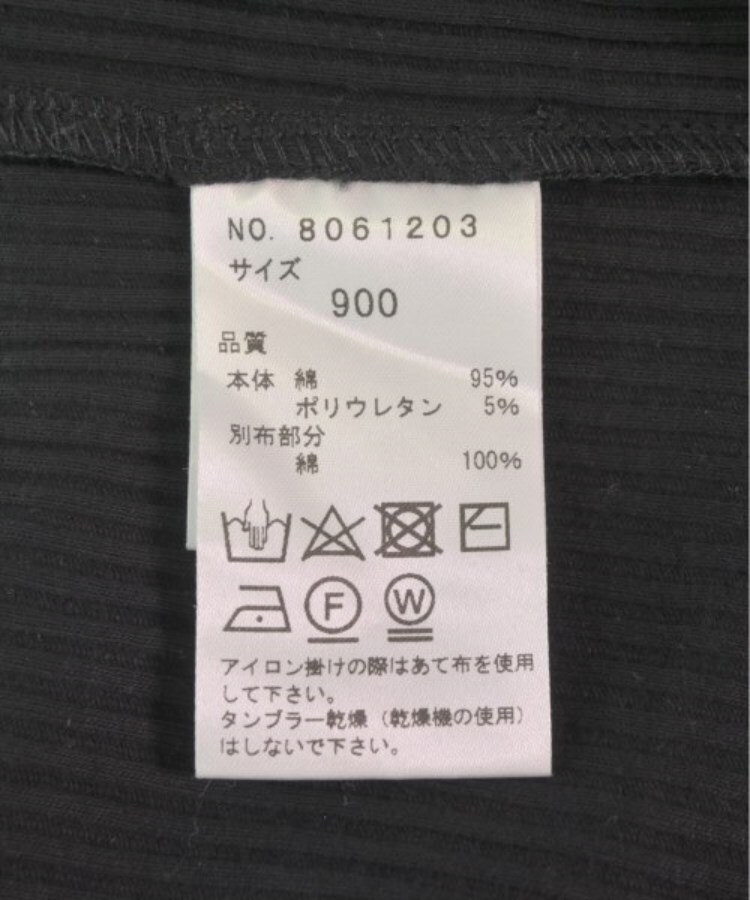 NO. 8061203
サイズ
900
品質
本体 綿 95%
ポリウレタン 5%
別布部分
綿 100%
F W
アイロン掛けの際はあて布を使用
して下さい。
タンブラー乾燥（乾燥機の使用）
はしないで下さい。